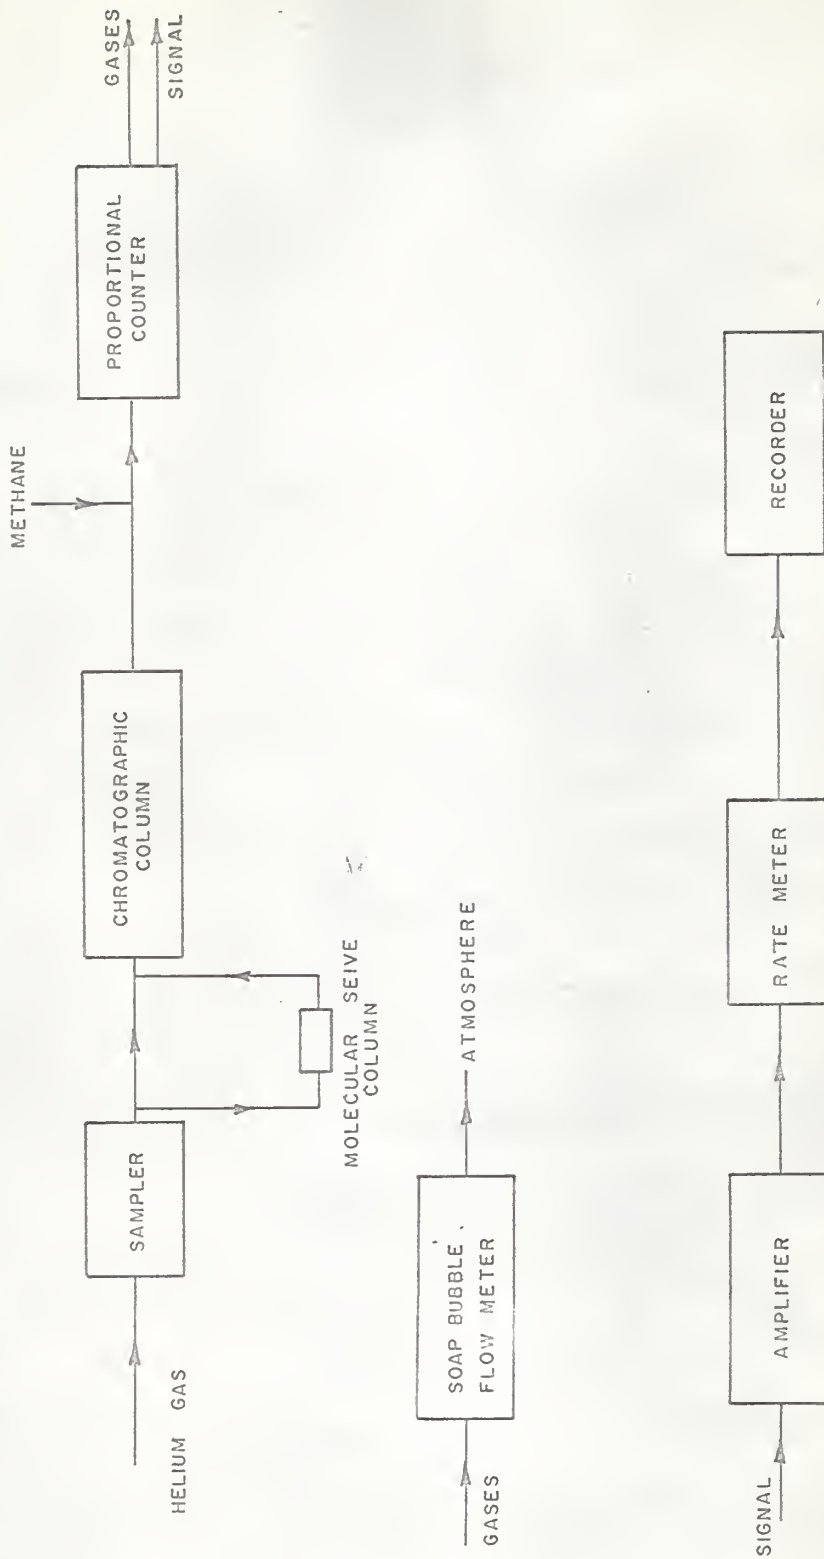 HELIUM GAS
SAMPLER
MOLECULAR SEIVE
COLUMN
CHROMATOGRAPHIC
COLUMN
METHANE
PROPORTIONAL
COUNTER
GASES
SIGNAL
GASES
SOAP BUBBLE
FLOW METER
ATMOSPHERE
SIGNAL
AMPLIFIER
RATE METER
RECORDER